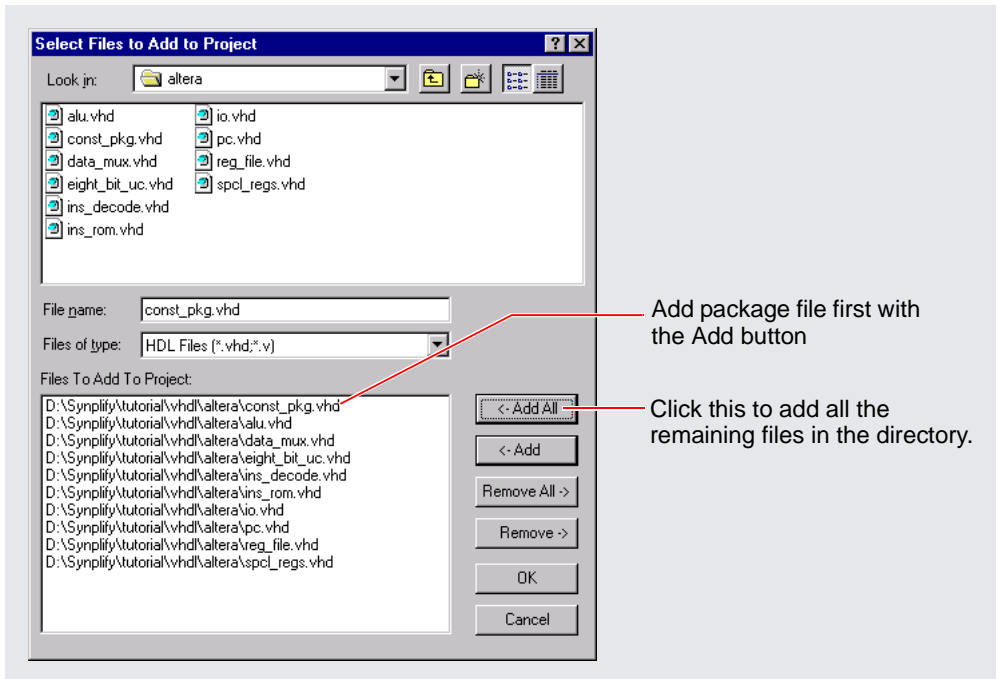 Select Files to Add to Project
Look in: altera
alu.vhd
const_pkg.vhd
data_mux.vhd
eight_bit_uc.vhd
ins_decode.vhd
ins_rom.vhd
io.vhd
pc.vhd
reg_file.vhd
spcl_regs.vhd
File name: const_pkg.vhd
Files of type: HDL Files (*.vhd;*.v)
Files To Add To Project:
D:\Synplify\tutorial\vhdl\altera\const_pkg.vhd
D:\Synplify\tutorial\vhdl\altera\alu.vhd
D:\Synplify\tutorial\vhdl\altera\data_mux.vhd
D:\Synplify\tutorial\vhdl\altera\eight_bit_uc.vhd
D:\Synplify\tutorial\vhdl\altera\ins_decode.vhd
D:\Synplify\tutorial\vhdl\altera\ins_rom.vhd
D:\Synplify\tutorial\vhdl\altera\io.vhd
D:\Synplify\tutorial\vhdl\altera\pc.vhd
D:\Synplify\tutorial\vhdl\altera\reg_file.vhd
D:\Synplify\tutorial\vhdl\altera\spcl_regs.vhd
<- Add All
<- Add
Remove All ->
Remove ->
OK
Cancel
Add package file first with
the Add button
Click this to add all the
remaining files in the directory.